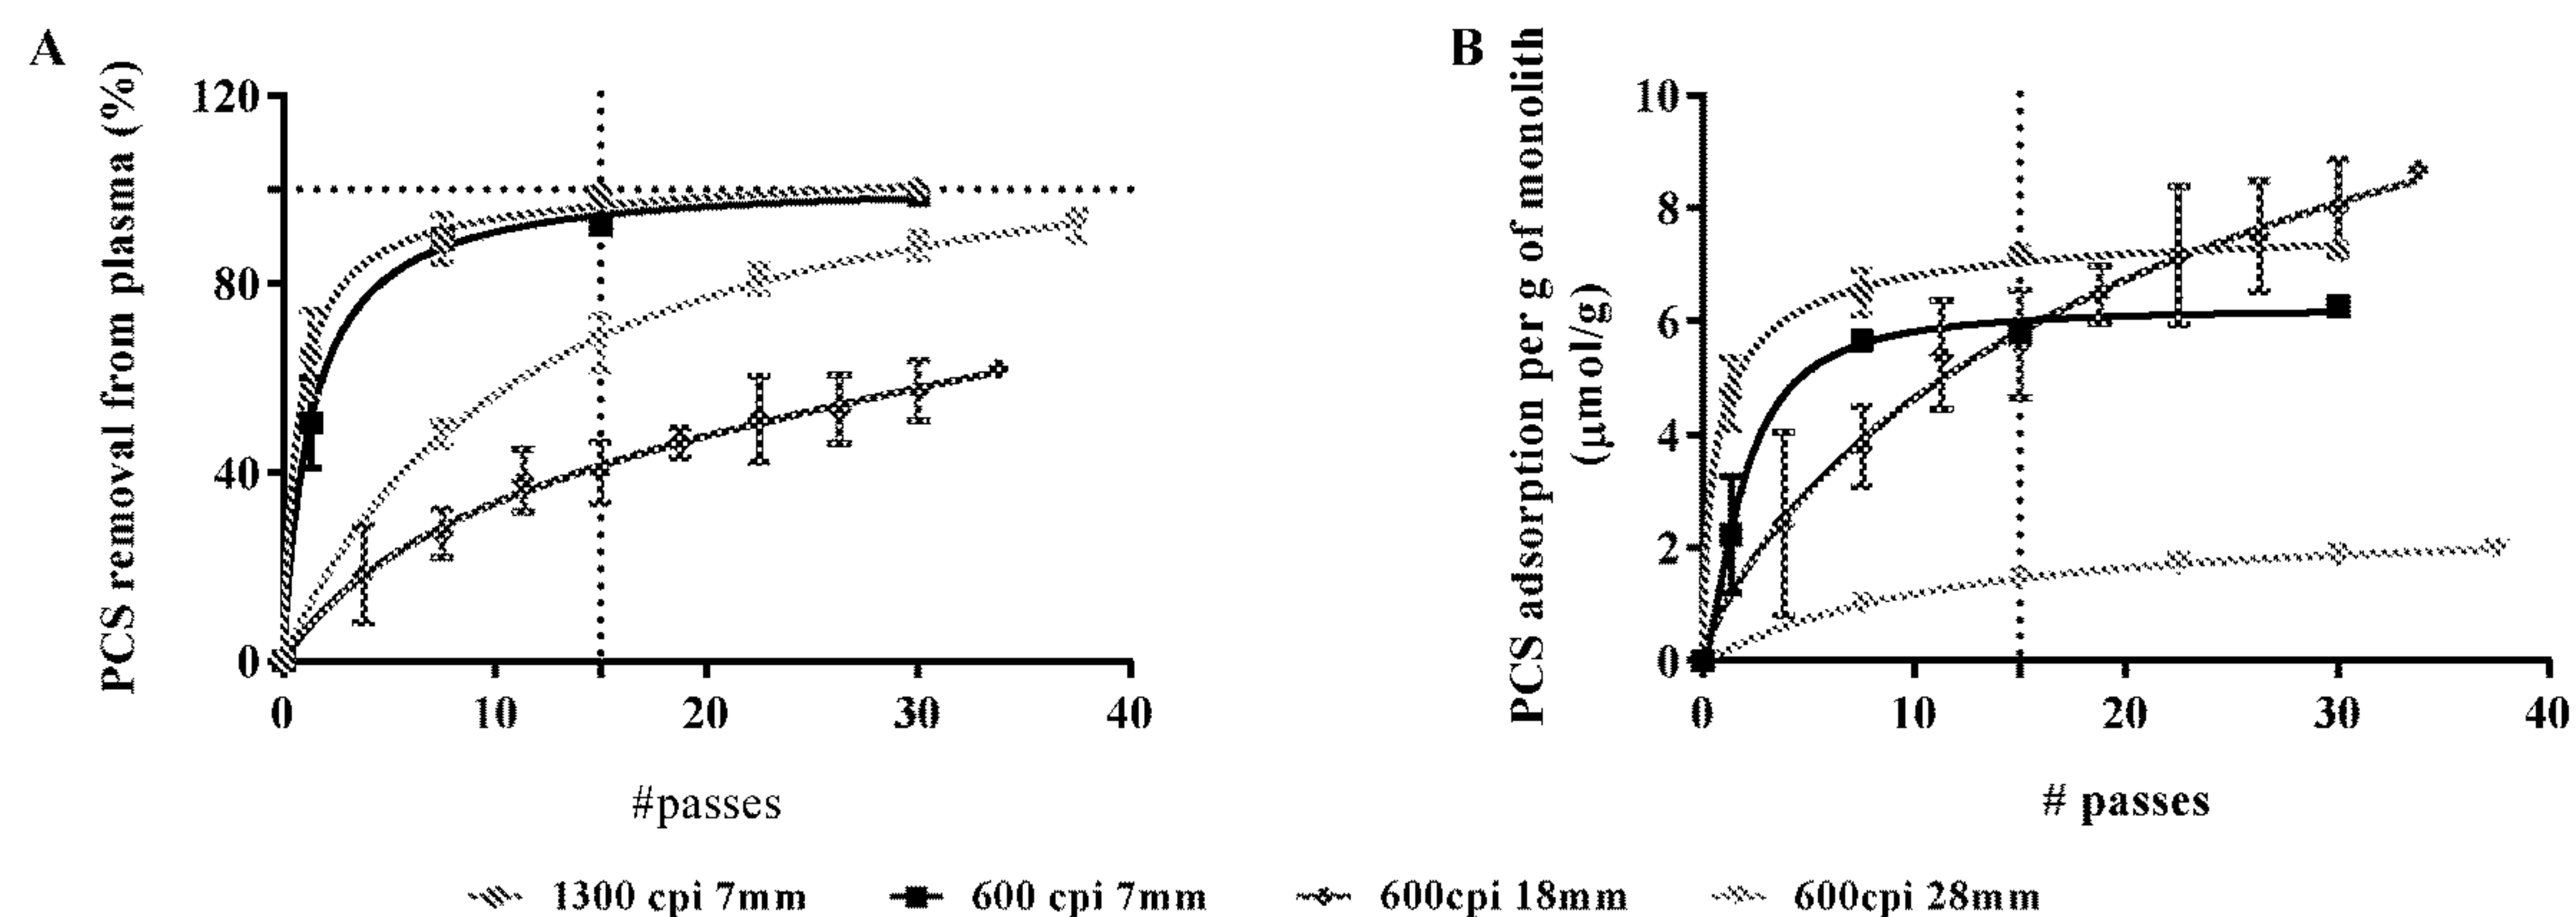 A
PCS removal from plasma (%)
120
80
40
0
0 10 20 30 40
#passes
B
PCS adsorption per g of monolith
(µmol/g)
10
8
6
4
2
0
0 10 20 30 40
# passes
1300 cpi 7mm 600 cpi 7mm 600cpi 18mm 600cpi 28mm